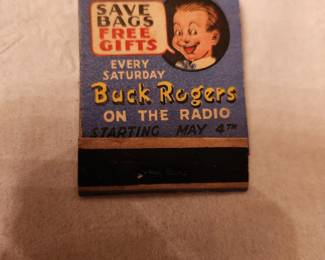 SAVE
BAGS
FREE
GIFTS
EVERY
SATURDAY
Buck Rogers
ON THE RADIO
STARTING MAY 4TH